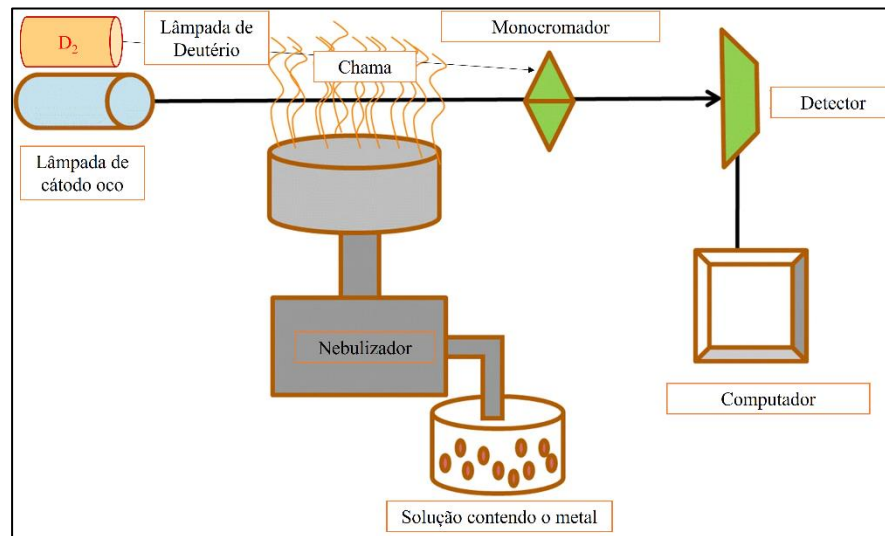 D₂
Lâmpada de
Deutério
Monocromador
Chama
Detector
Lâmpada de
cátodo oco
Nebulizador
Computador
Solução contendo o metal